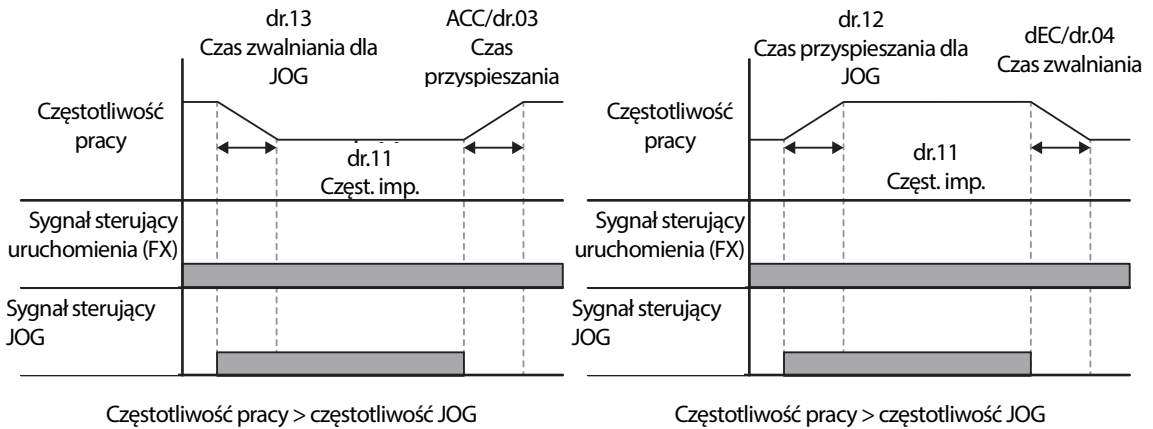 dr.13
Czas zwalniania dla
JOG
ACC/dr.03
Czas
przyspieszania
Częstotliwość
pracy
dr.11
Częst. imp.
Sygnał sterujący
uruchomienia (FX)
Sygnał sterujący
JOG
Częstotliwość pracy > częstotliwość JOG
dr.12
Czas przyspieszania dla
JOG
dEC/dr.04
Czas zwalniania
Częstotliwość
pracy
dr.11
Częst. imp.
Sygnał sterujący
uruchomienia (FX)
Sygnał sterujący
JOG
Częstotliwość pracy > częstotliwość JOG